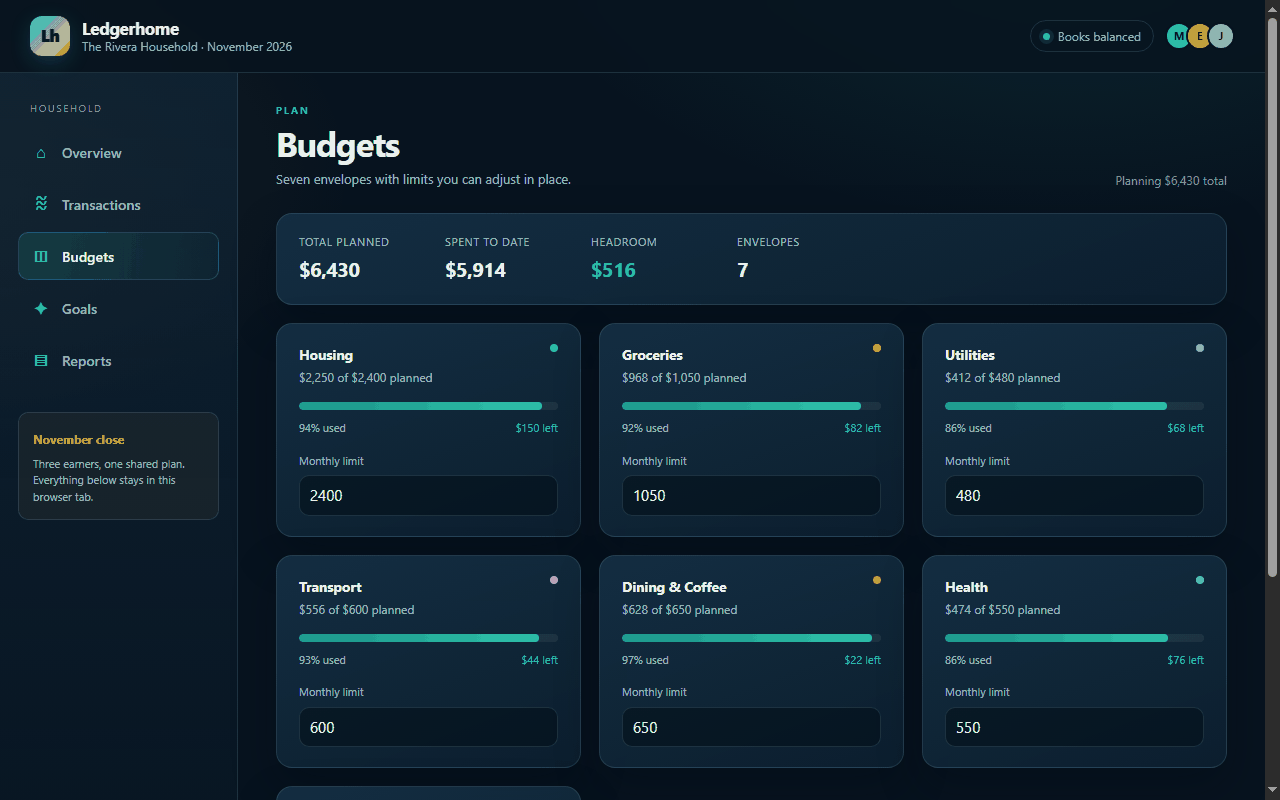 Lh
Ledgerhome
The Rivera Household · November 2026
Books balanced
M E J
HOUSEHOLD
Overview
Transactions
Budgets
Goals
Reports
November close
Three earners, one shared plan.
Everything below stays in this
browser tab.
PLAN
Budgets
Seven envelopes with limits you can adjust in place.
Planning $6,430 total
TOTAL PLANNED
$6,430
SPENT TO DATE
$5,914
HEADROOM
$516
ENVELOPES
7
Housing
$2,250 of $2,400 planned
94% used
$150 left
Monthly limit
2400
Groceries
$968 of $1,050 planned
92% used
$82 left
Monthly limit
1050
Utilities
$412 of $480 planned
86% used
$68 left
Monthly limit
480
Transport
$556 of $600 planned
93% used
$44 left
Monthly limit
600
Dining & Coffee
$628 of $650 planned
97% used
$22 left
Monthly limit
650
Health
$474 of $550 planned
86% used
$76 left
Monthly limit
550